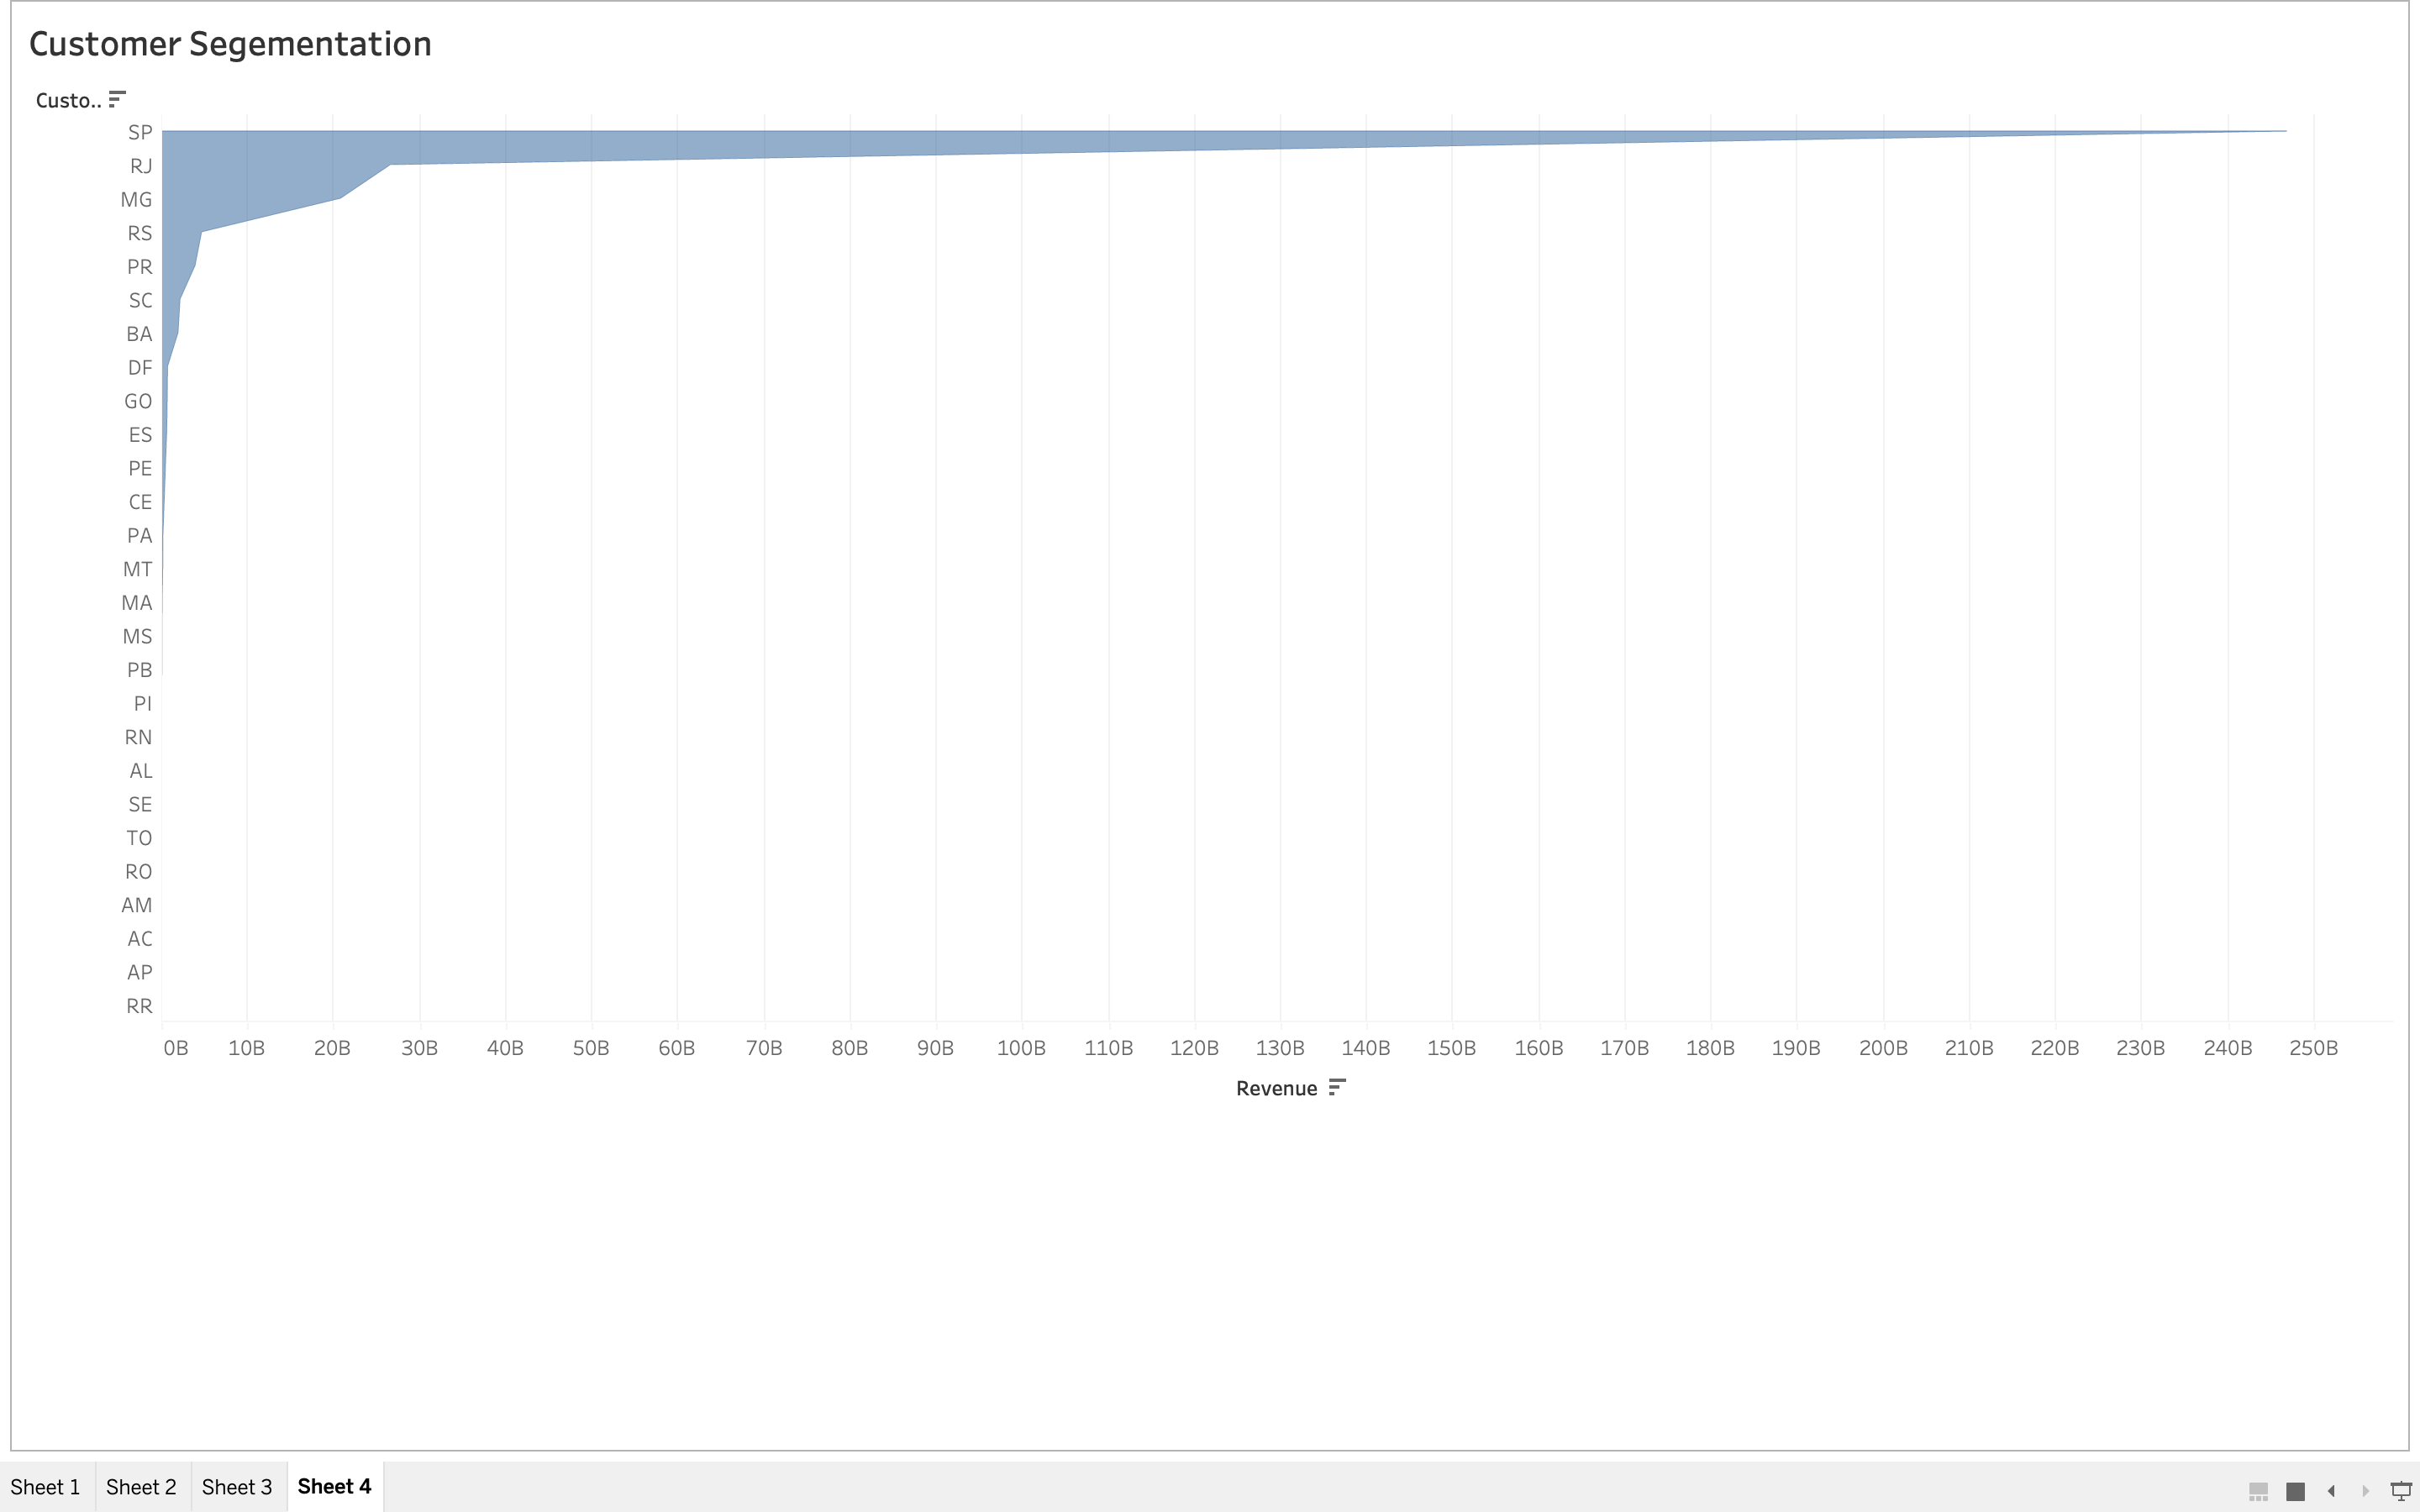 Customer Segementation
Custo..
SP
RJ
MG
RS
PR
SC
BA
DF
GO
ES
PE
CE
PA
MT
MA
MS
PB
PI
RN
AL
SE
TO
RO
AM
AC
AP
RR
0B 10B 20B 30B 40B 50B 60B 70B 80B 90B 100B 110B 120B 130B 140B 150B 160B 170B 180B 190B 200B 210B 220B 230B 240B 250B
Revenue
Sheet 1 Sheet 2 Sheet 3 Sheet 4